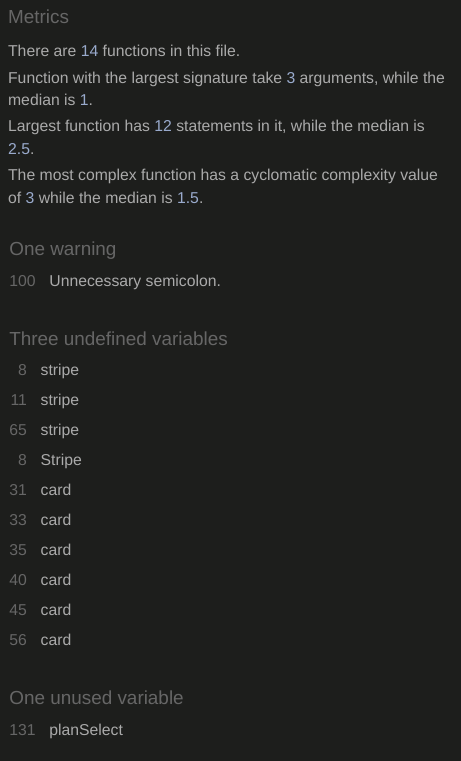 Metrics
There are 14 functions in this file.
Function with the largest signature take 3 arguments, while the
median is 1.
Largest function has 12 statements in it, while the median is
2.5.
The most complex function has a cyclomatic complexity value
of 3 while the median is 1.5.
One warning
100 Unnecessary semicolon.
Three undefined variables
8 stripe
11 stripe
65 stripe
8 Stripe
31 card
33 card
35 card
40 card
45 card
56 card
One unused variable
131 planSelect